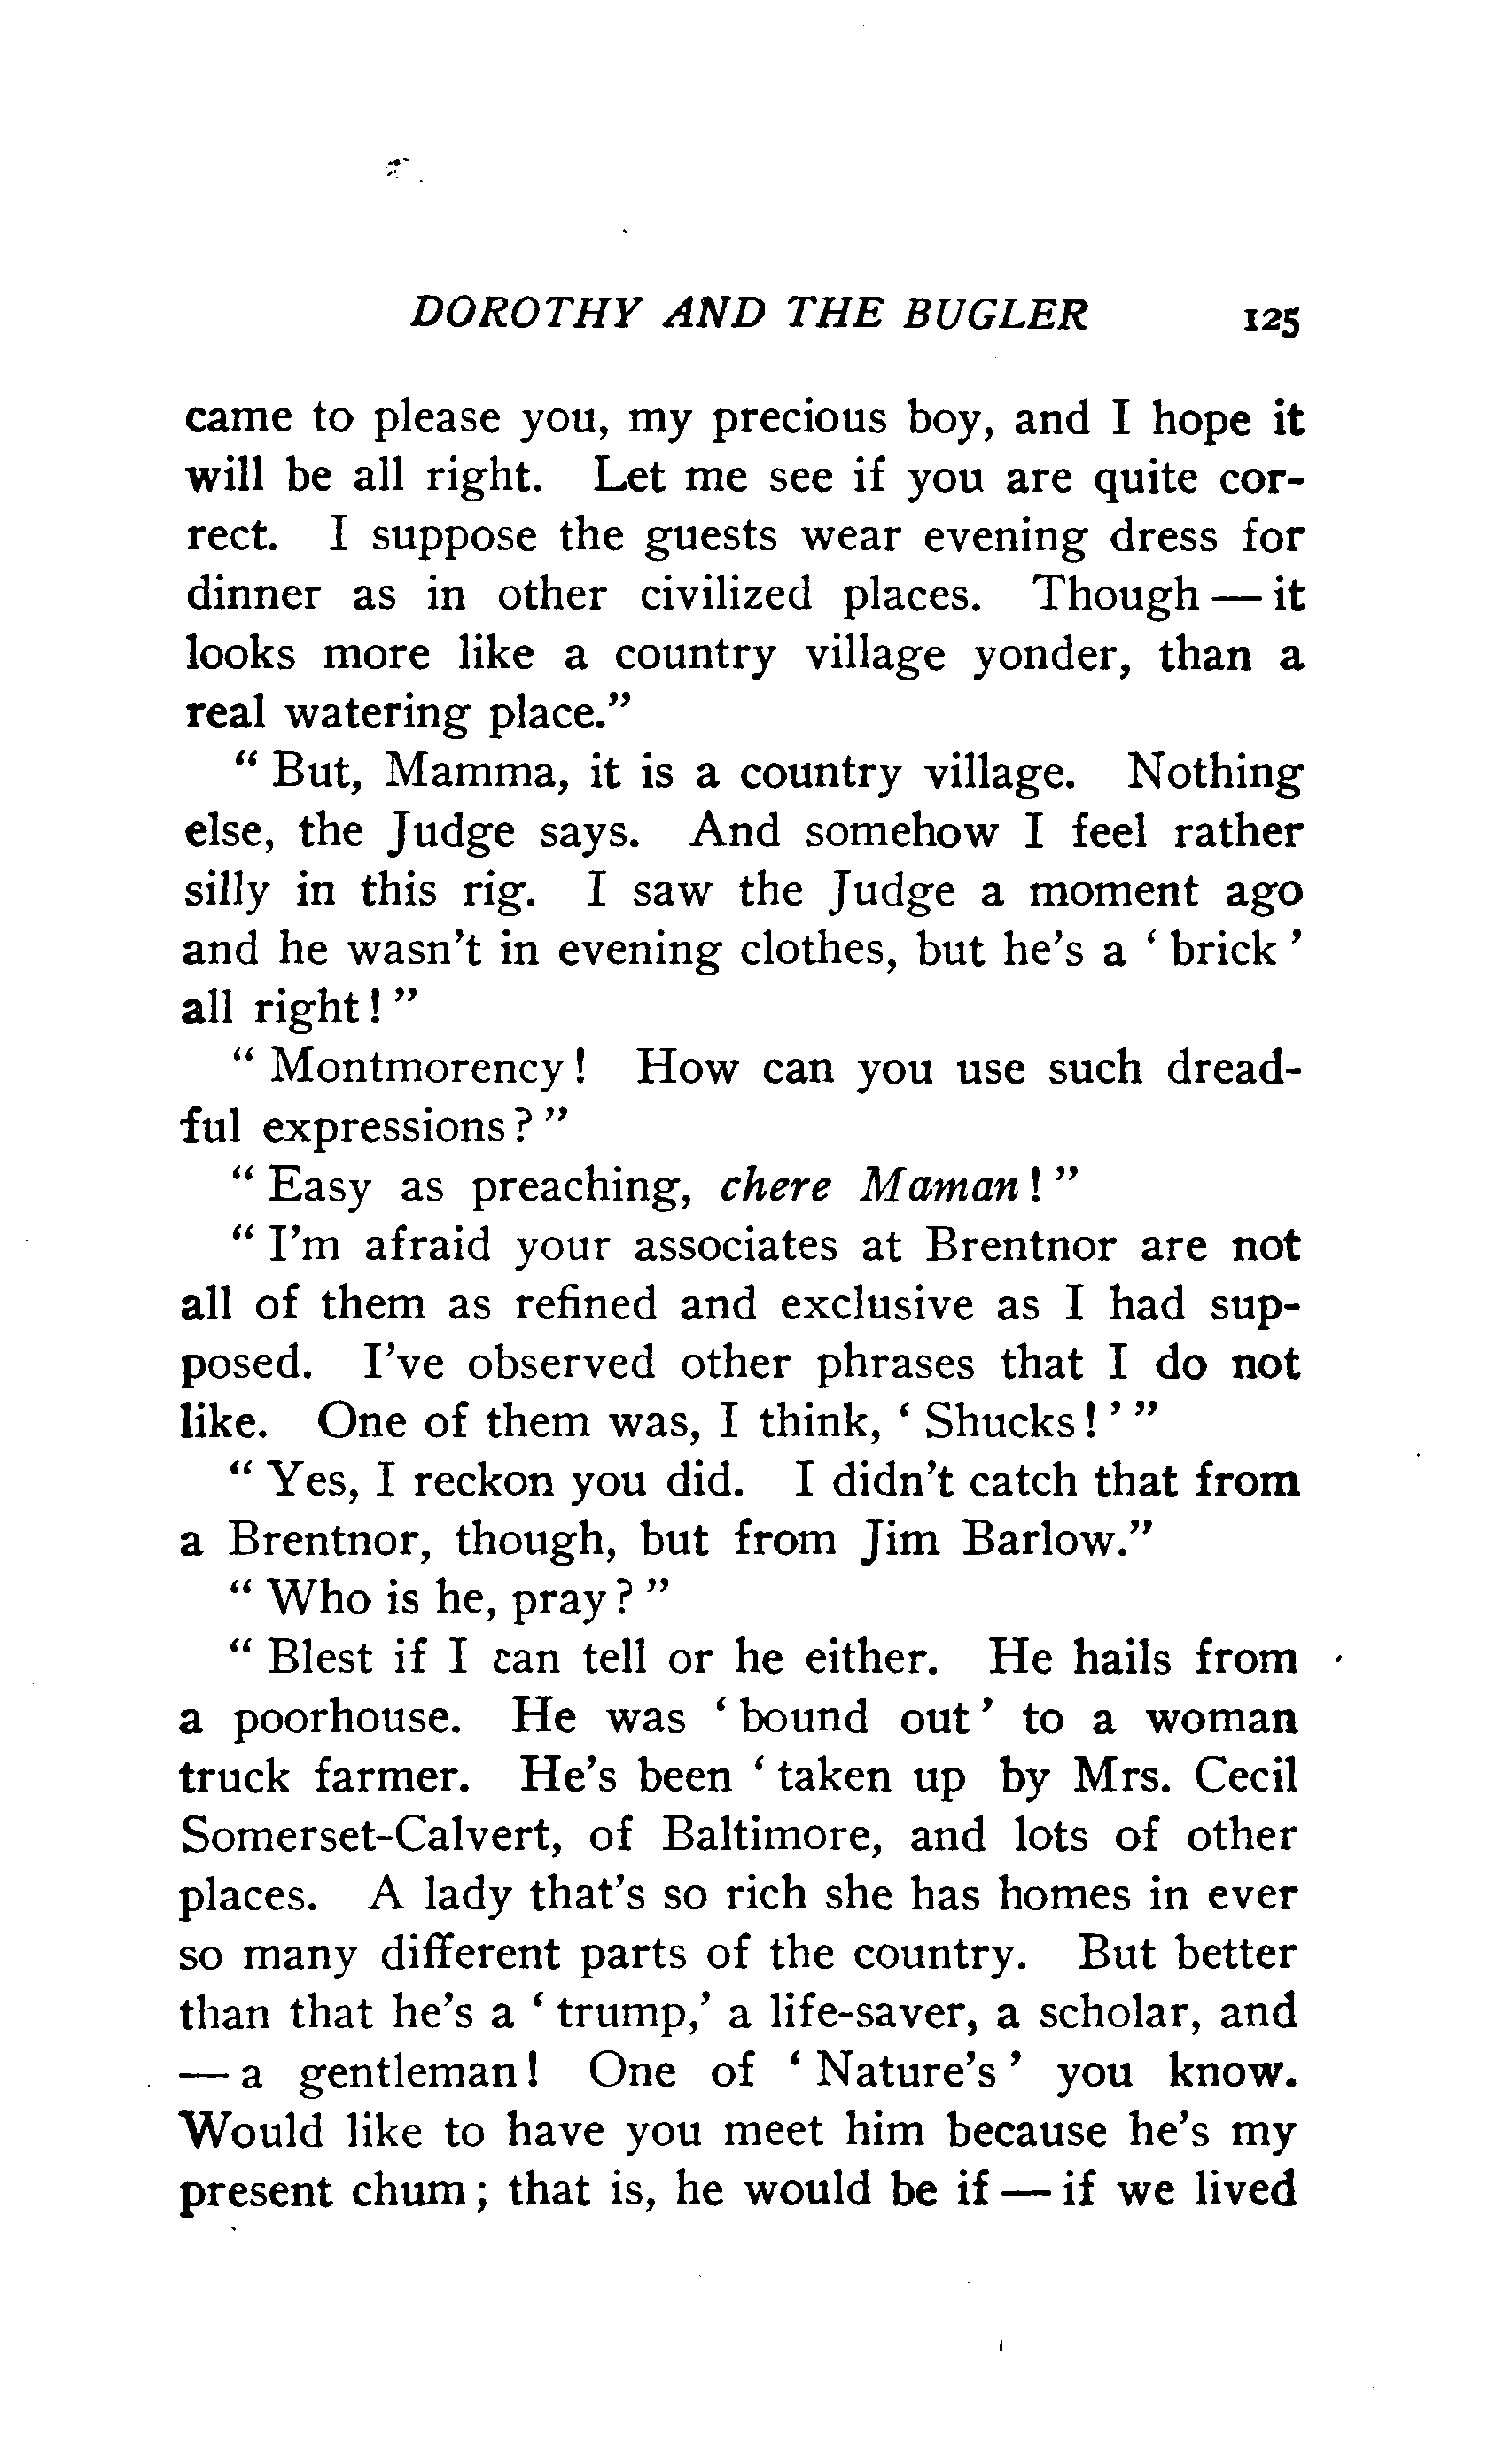 DOROTHY AND THE BUGLER 125
came to please you, my precious boy, and I hope it
will be all right. Let me see if you are quite cor-
rect. I suppose the guests wear evening dress for
dinner as in other civilized places. Though — it
looks more like a country village yonder, than a
real watering place."
" But, Mamma, it is a country village. Nothing
else, the Judge says. And somehow I feel rather
silly in this rig. I saw the Judge a moment ago
and he wasn't in evening clothes, but he's a ' brick '
all right ! "
" Montmorency ! How can you use such dread-
ful expressions ? "
" Easy as preaching, chere Maman ! "
" I'm afraid your associates at Brentnor are not
all of them as refined and exclusive as I had sup-
posed. I've observed other phrases that I do not
like. One of them was, I think, ' Shucks ! ' "
" Yes, I reckon you did. I didn't catch that from
a Brentnor, though, but from Jim Barlow."
" Who is he, pray ? "
" Blest if I can tell or he either. He hails from
a poorhouse. He was ' bound out ' to a woman
truck farmer. He's been ' taken up by Mrs. Cecil
Somerset-Calvert, of Baltimore, and lots of other
places. A lady that's so rich she has homes in ever
so many different parts of the country. But better
than that he's a ' trump,' a life-saver, a scholar, and
— a gentleman ! One of ' Nature's ' you know.
Would like to have you meet him because he's my
present chum ; that is, he would be if — if we lived